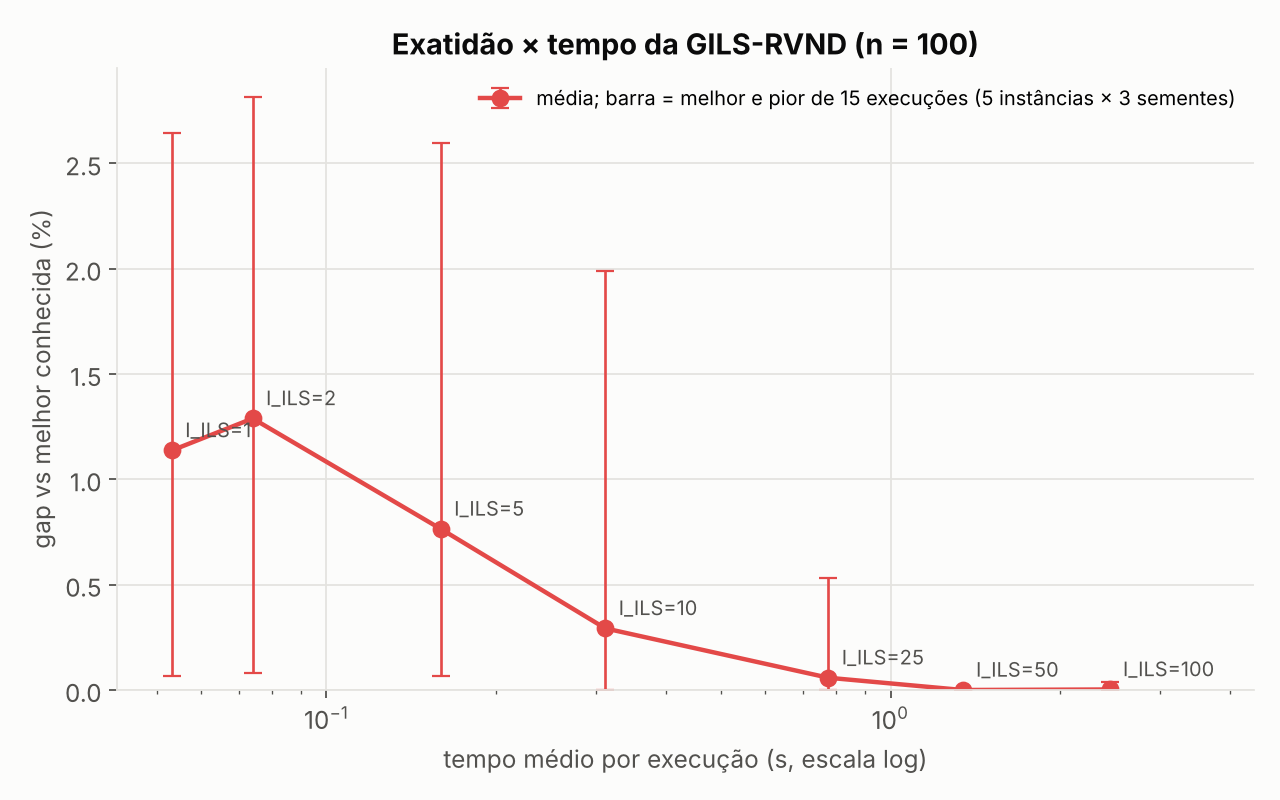 Exatidão × tempo da GILS-RVND (n = 100)
média; barra = melhor e pior de 15 execuções (5 instâncias × 3 sementes)
gap vs melhor conhecida (%)
2.5
2.0
1.5
1.0
0.5
0.0
I_ILS=1
I_ILS=2
I_ILS=5
I_ILS=10
I_ILS=25
I_ILS=50
I_ILS=100
10⁻¹
10⁰
tempo médio por execução (s, escala log)